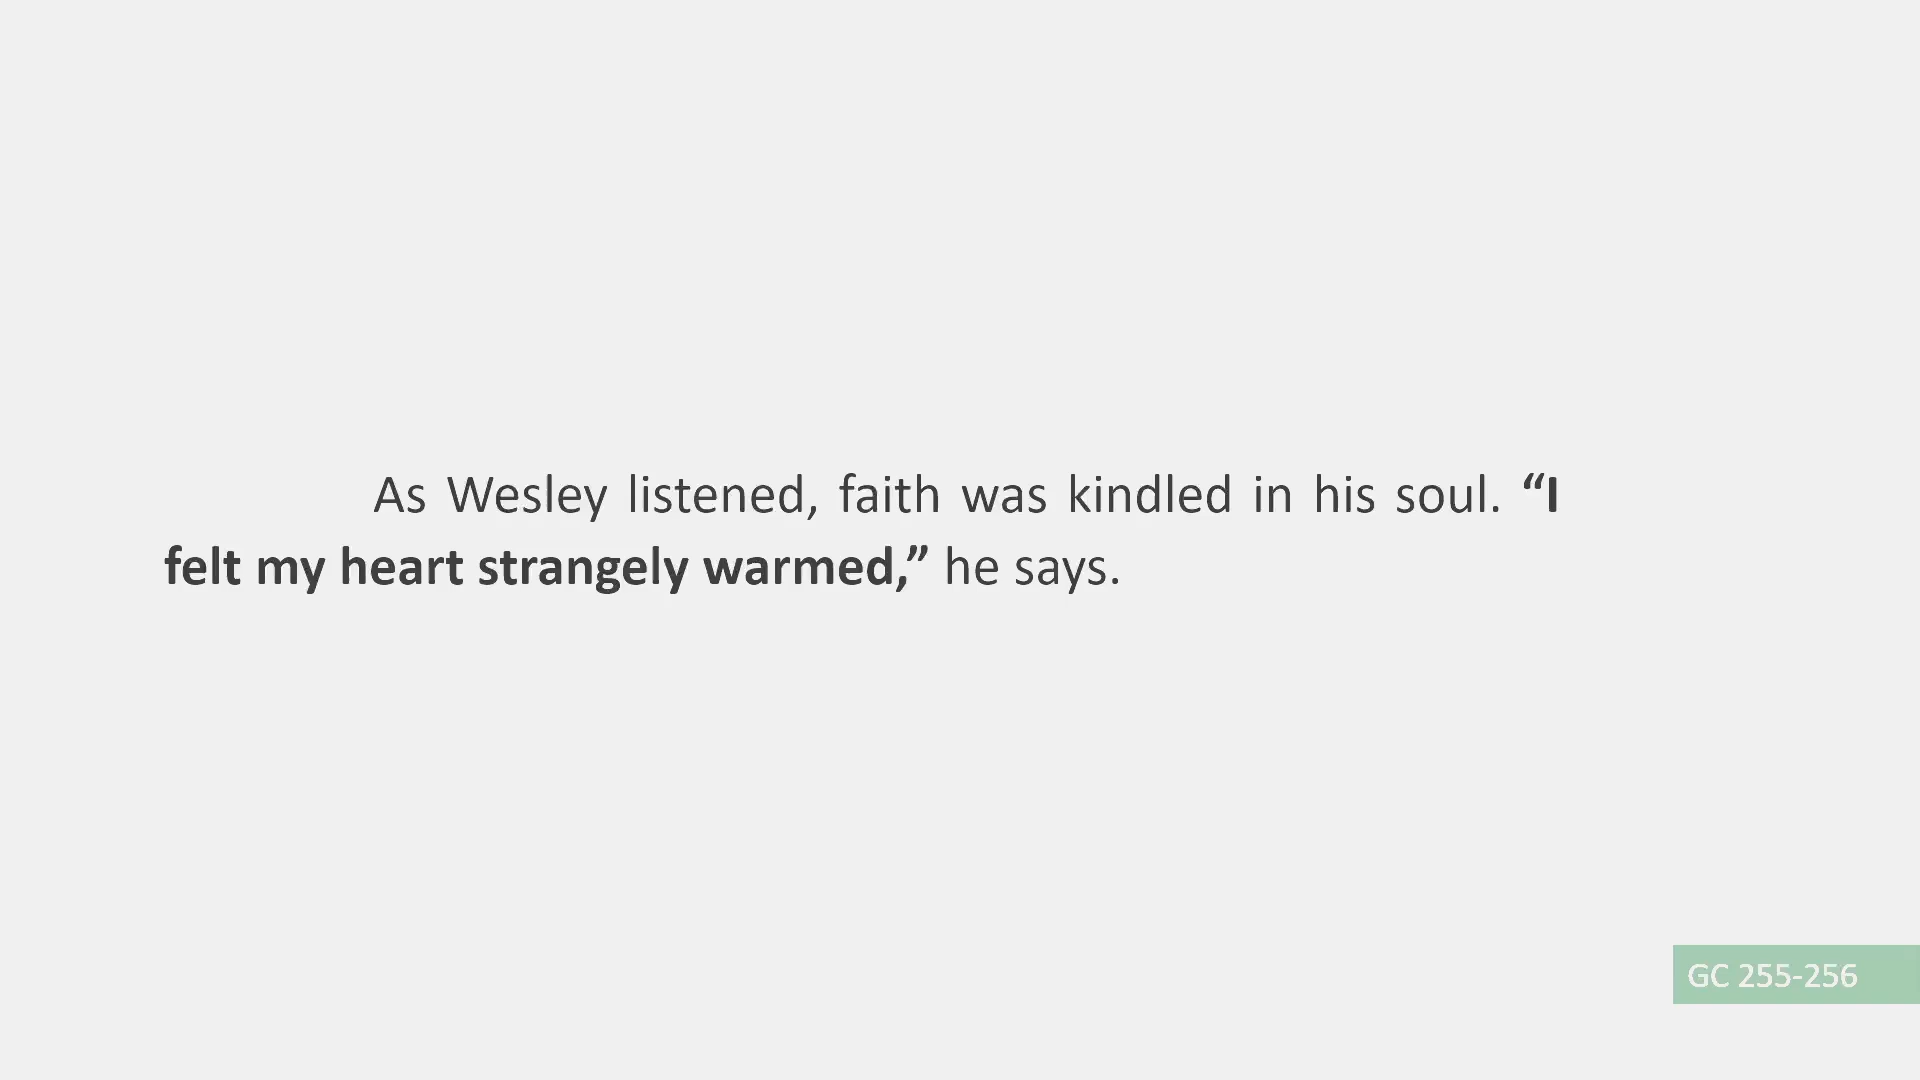 As Wesley listened, faith was kindled in his soul. “I
felt my heart strangely warmed,” he says.
GC 255-256